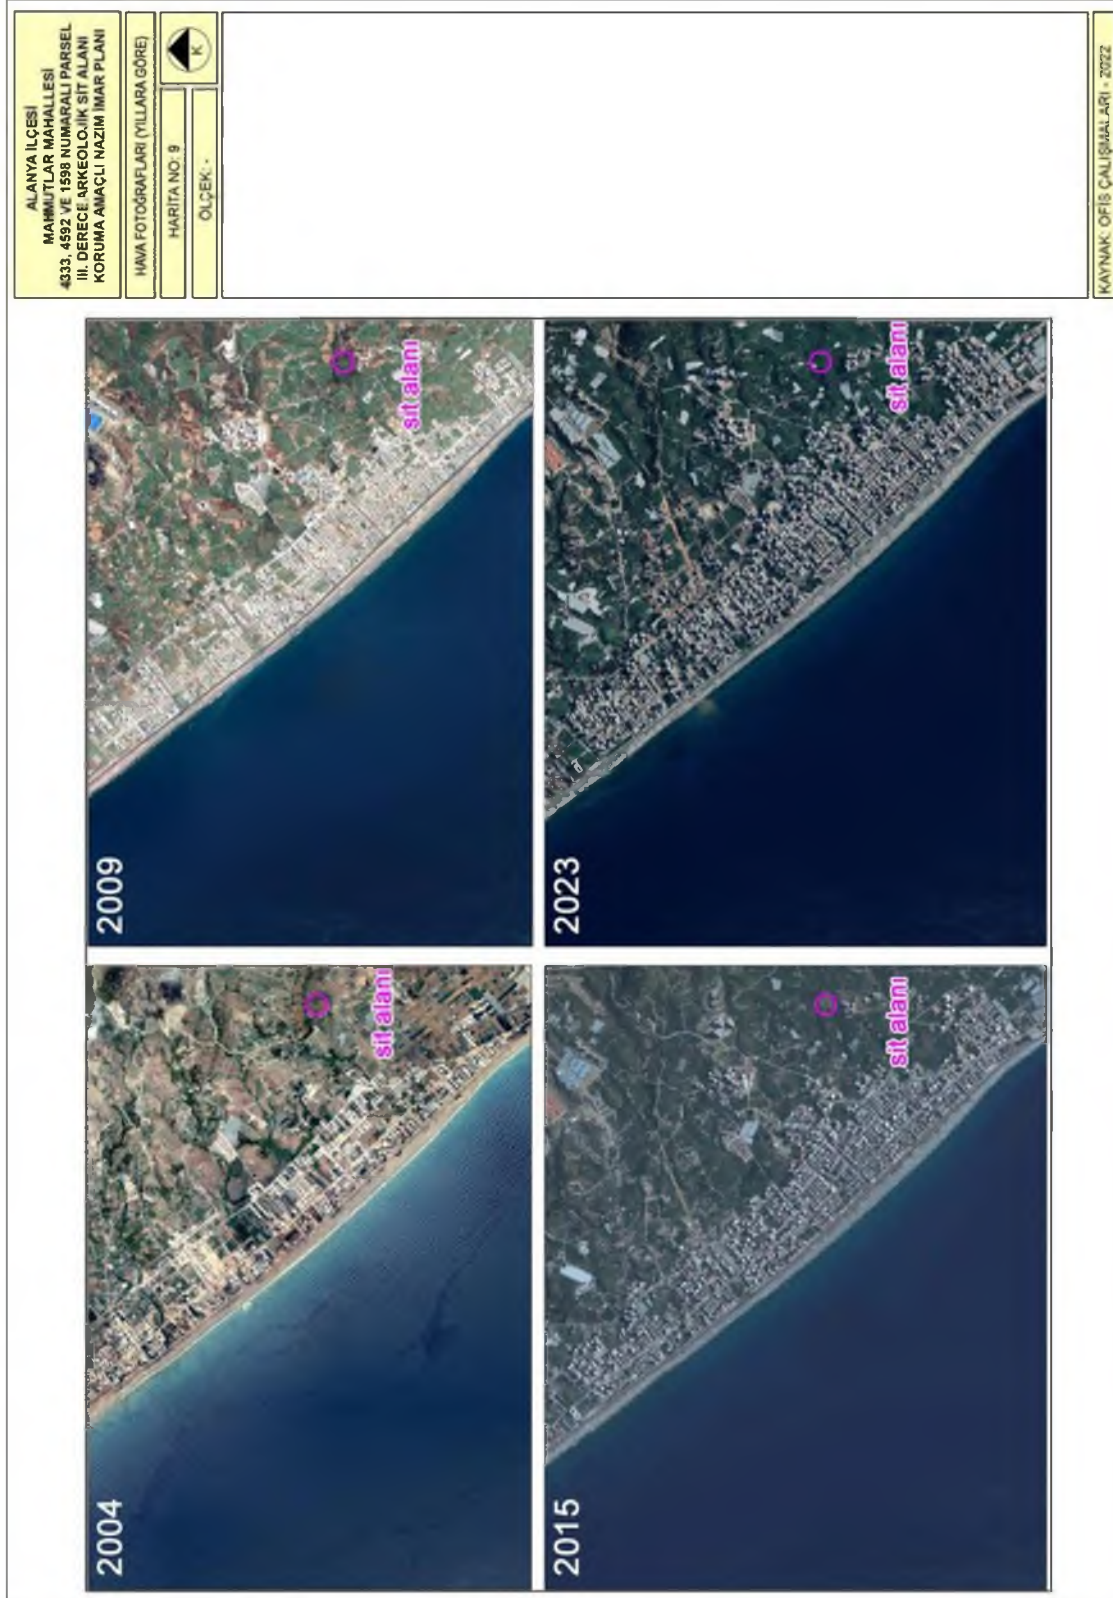 ALANYA İLÇESİ
MAHMUTLAR MAHALLESİ
4333, 4592 VE 1598 NUMARALI PARSEL
III. DERECE ARKEOLOJİK SİT ALANI
KORUMA AMAÇLI NAZIM İMAR PLANI
HAVA FOTOĞRAFLARI (YILLARA GÖRE)
HARİTA NO: 9
ÖLÇEK: -
K
2004
sit alanı
2009
sit alanı
2015
sit alanı
2023
sit alanı
KAYNAK: OFİS ÇALIŞMALARI - 2022